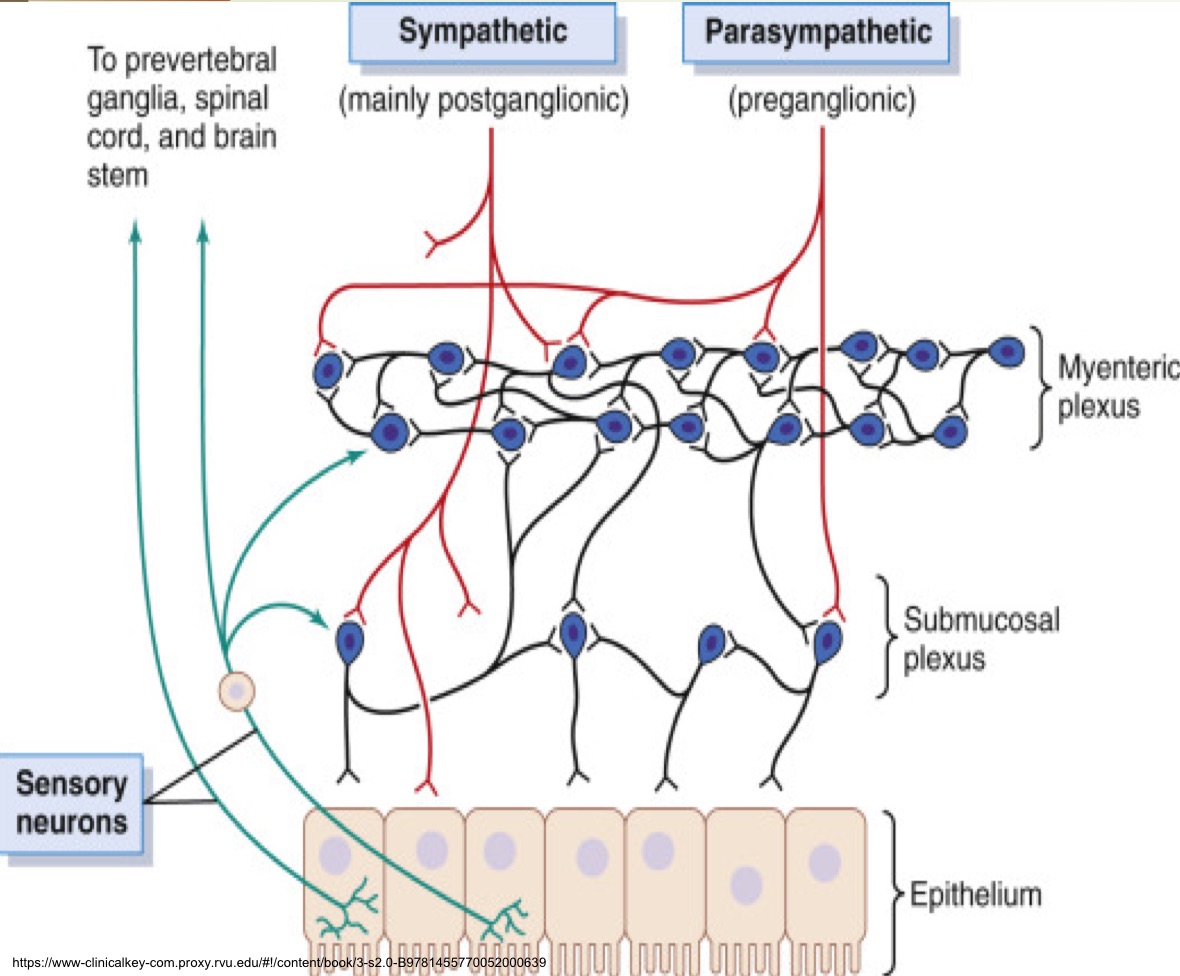 Sympathetic
(mainly postganglionic)
Parasympathetic
(preganglionic)
To prevertebral
ganglia, spinal
cord, and brain
stem
Myenteric
plexus
Submucosal
plexus
Sensory
neurons
Epithelium
https://www-clinicalkey-com.proxy.rvu.edu/#!/content/book/3-s2.0-B9781455770052000639